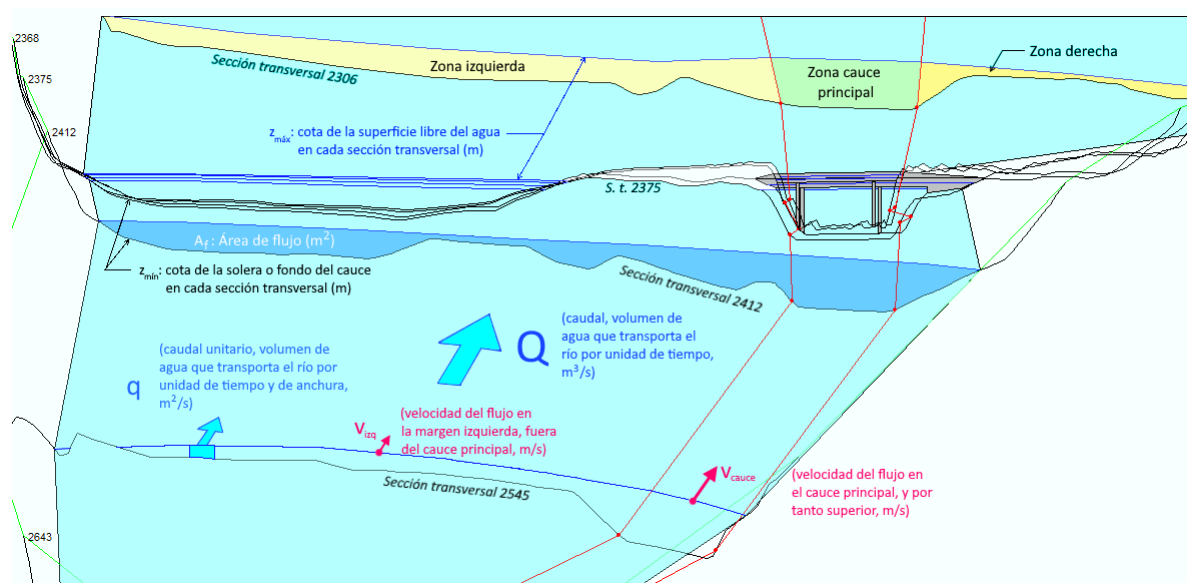 2368
2375
2412
Sección transversal 2306
Zona izquierda
Zona cauce
principal
Zona derecha
z máx: cota de la superficie libre del agua
en cada sección transversal (m)
S. t. 2375
Af : Área de flujo (m²)
z mín: cota de la solera o fondo del cauce
en cada sección transversal (m)
Sección transversal 2412
(caudal unitario, volumen de
agua que transporta el río por
unidad de tiempo y de anchura,
m²/s)
q
Q
(caudal, volumen de
agua que transporta el
río por unidad de tiempo,
m³/s)
Vizq
(velocidad del flujo en
la margen izquierda, fuera
del cauce principal, m/s)
Sección transversal 2545
Vcauce
(velocidad del flujo en
el cauce principal, y por
tanto superior, m/s)
2643